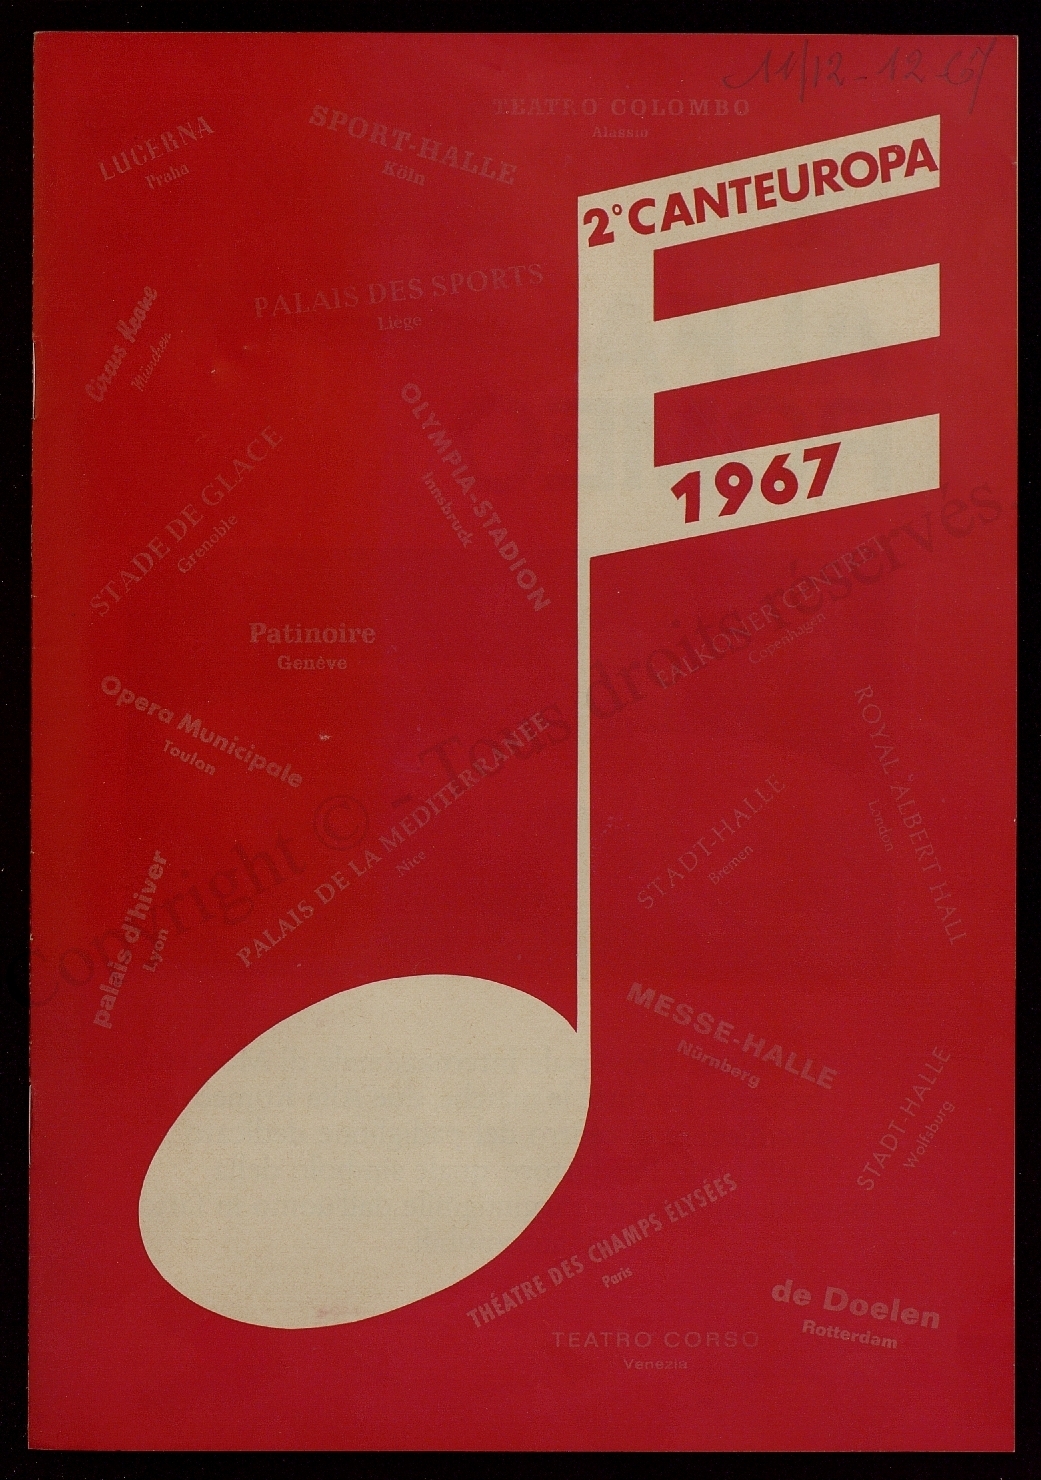 11/12-12-67
TEATRO COLOMBO
Alassio
SPORT-HALLE
Köln
LUCERNA
Praha
2° CANTEUROPA
PALAIS DES SPORTS
Liège
Circus Krone
München
OLYMPIA-STADION
Innsbruck
STADE DE GLACE
Grenoble
1967
FALKONER CENTRET
Copenhagen
Patinoire
Genève
Opera Municipale
Toulon
ROYAL ALBERT HALL
London
PALAIS DE LA MEDITERRANEE
Nice
STADT-HALLE
Bremen
palais d'hiver
Lyon
Copyright © - Tous droits réservés.
MESSE-HALLE
Nürnberg
STADT-HALLE
Wolfsburg
THÉATRE DES CHAMPS ÉLYSÉES
Paris
de Doelen
Rotterdam
TEATRO CORSO
Venezia